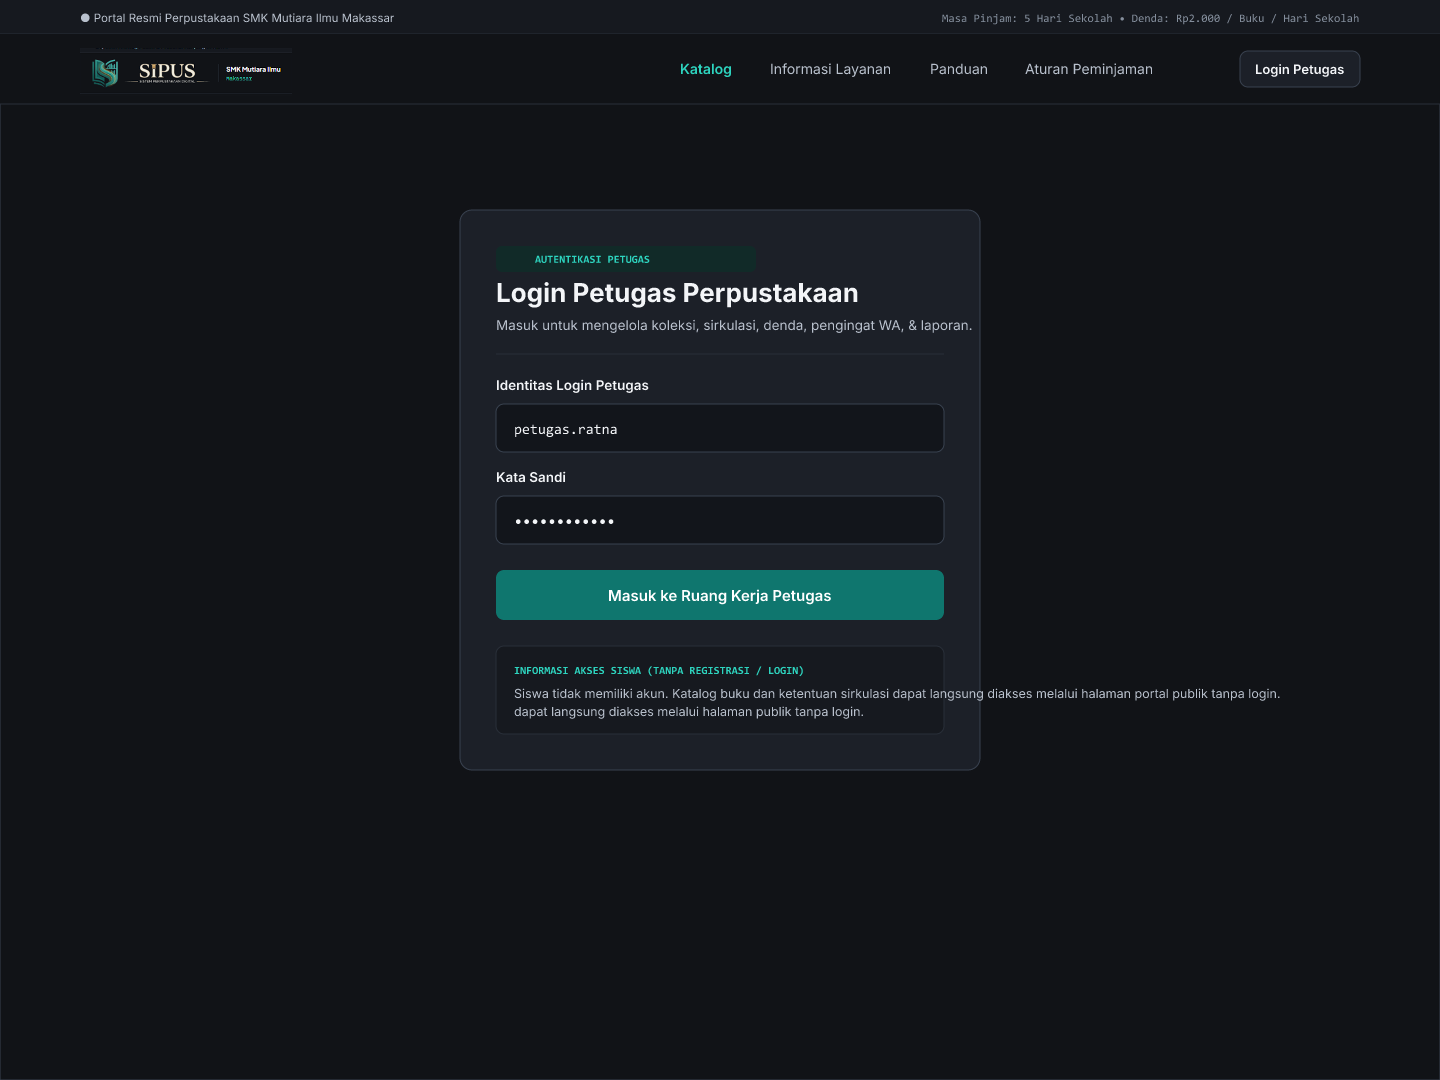 Portal Resmi Perpustakaan SMK Mutiara Ilmu Makassar
Masa Pinjam: 5 Hari Sekolah • Denda: Rp2.000 / Buku / Hari Sekolah
SIPUS
SISTEM PERPUSTAKAAN DIGITAL
SMK Mutiara Ilmu
Makassar
Katalog
Informasi Layanan
Panduan
Aturan Peminjaman
Login Petugas
AUTENTIKASI PETUGAS
Login Petugas Perpustakaan
Masuk untuk mengelola koleksi, sirkulasi, denda, pengingat WA, & laporan.
Identitas Login Petugas
petugas.ratna
Kata Sandi
••••••••••••
Masuk ke Ruang Kerja Petugas
INFORMASI AKSES SISWA (TANPA REGISTRASI / LOGIN)
Siswa tidak memiliki akun. Katalog buku dan ketentuan sirkulasi dapat langsung diakses melalui halaman portal publik tanpa login.
dapat langsung diakses melalui halaman publik tanpa login.